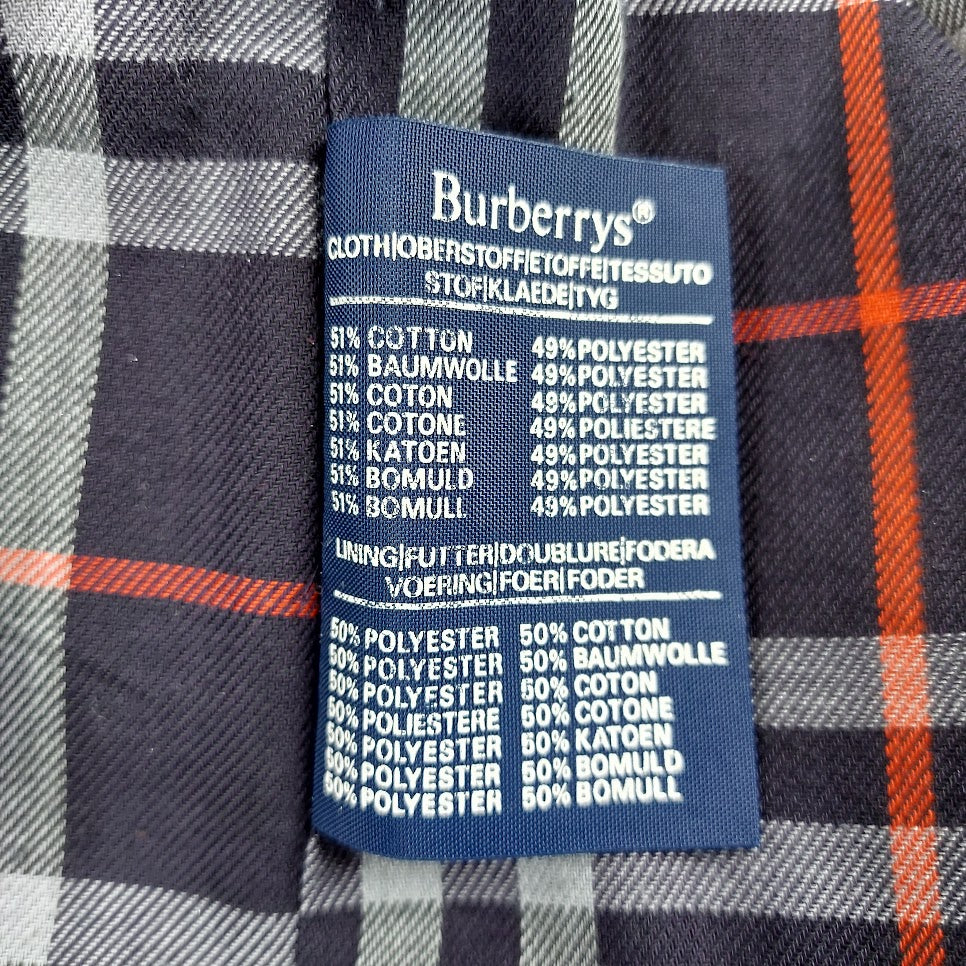 Burberrys®
CLOTH|OBERSTOFF|ETOFFE|TESSUTO
STOF|KLAEDE|TYG
51% COTTON 49% POLYESTER
51% BAUMWOLLE 49% POLYESTER
51% COTON 49% POLYESTER
51% COTONE 49% POLIESTERE
51% KATOEN 49% POLYESTER
51% BOMULD 49% POLYESTER
51% BOMULL 49% POLYESTER
LINING|FUTTER|DOUBLURE|FODERA
VOERING|FOER|FODER
50% POLYESTER 50% COTTON
50% POLYESTER 50% BAUMWOLLE
50% POLYESTER 50% COTON
50% POLIESTERE 50% COTONE
50% POLYESTER 50% KATOEN
50% POLYESTER 50% BOMULD
50% POLYESTER 50% BOMULL